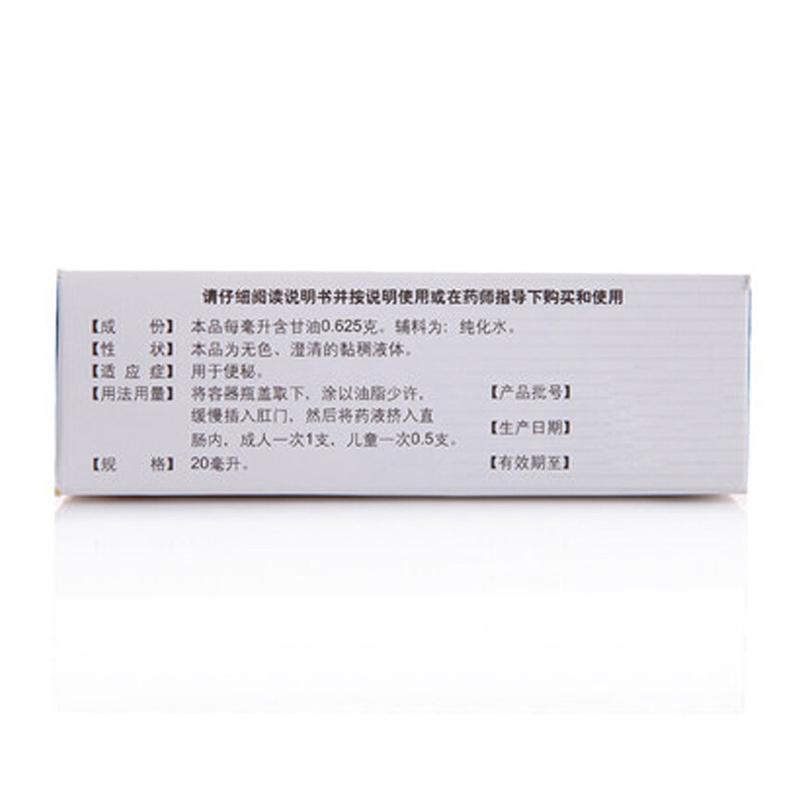 请仔细阅读说明书并按说明使用或在药师指导下购买和使用
【成 份】 本品每毫升含甘油0.625克。辅料为：纯化水。
【性 状】 本品为无色、澄清的黏稠液体。
【适 应 症】 用于便秘。
【用法用量】 将容器瓶盖取下，涂以油脂少许，
缓慢插入肛门，然后将药液挤入直
肠内，成人一次1支，儿童一次0.5支。
【规 格】 20毫升。
【产品批号】
【生产日期】
【有效期至】